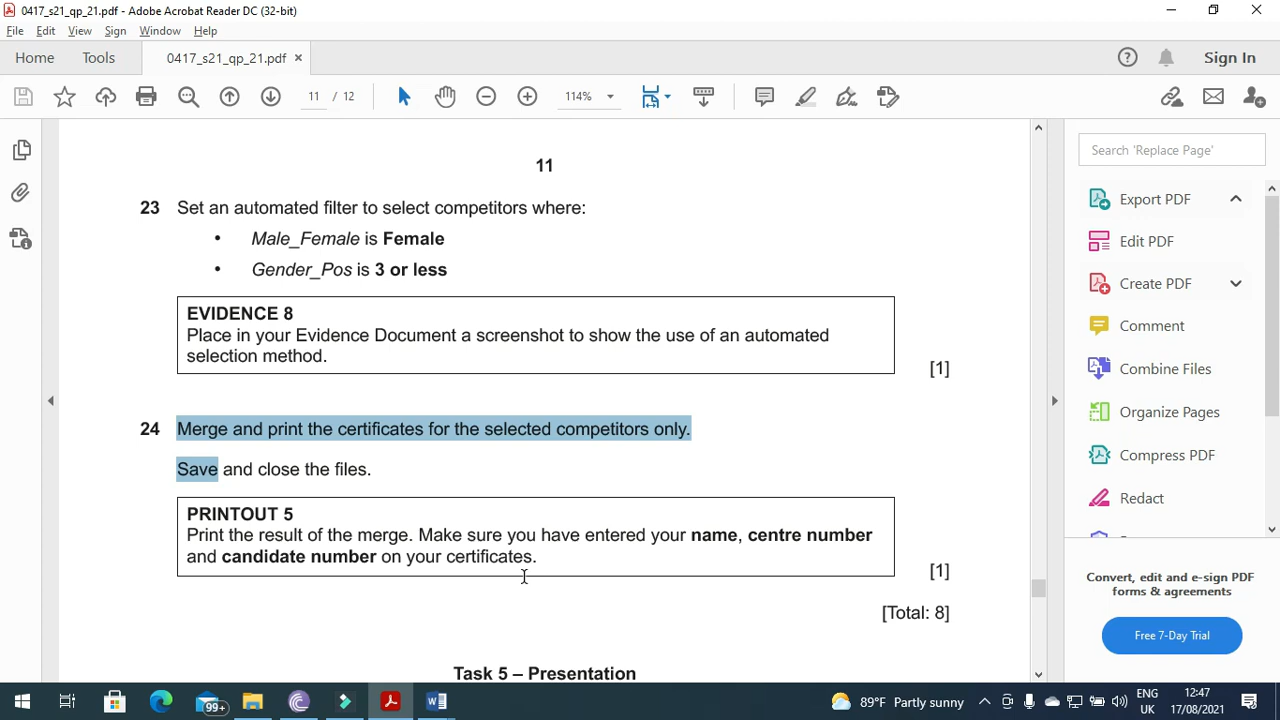 0417_s21_qp_21.pdf - Adobe Acrobat Reader DC (32-bit)
File Edit View Sign Window Help
Home Tools 0417_s21_qp_21.pdf × Sign In
11 / 12 114%
11
23 Set an automated filter to select competitors where:
• Male_Female is Female
• Gender_Pos is 3 or less
EVIDENCE 8
Place in your Evidence Document a screenshot to show the use of an automated
selection method.
[1]
24 Merge and print the certificates for the selected competitors only.
Save and close the files.
PRINTOUT 5
Print the result of the merge. Make sure you have entered your name, centre number
and candidate number on your certificates.
[1]
[Total: 8]
Task 5 – Presentation
Search 'Replace Page'
Export PDF
Edit PDF
Create PDF
Comment
Combine Files
Organize Pages
Compress PDF
Redact
Convert, edit and e-sign PDF
forms & agreements
Free 7-Day Trial
99+
89°F Partly sunny
ENG
UK
12:47
17/08/2021